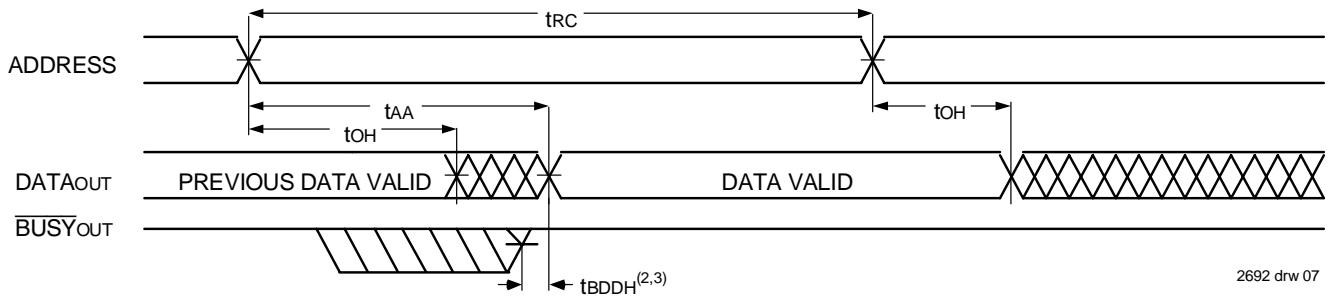 tRC
ADDRESS
tAA
tOH
tOH
DATAOUT
PREVIOUS DATA VALID
DATA VALID
BUSYOUT
tBDDH(2,3)
2692 drw 07